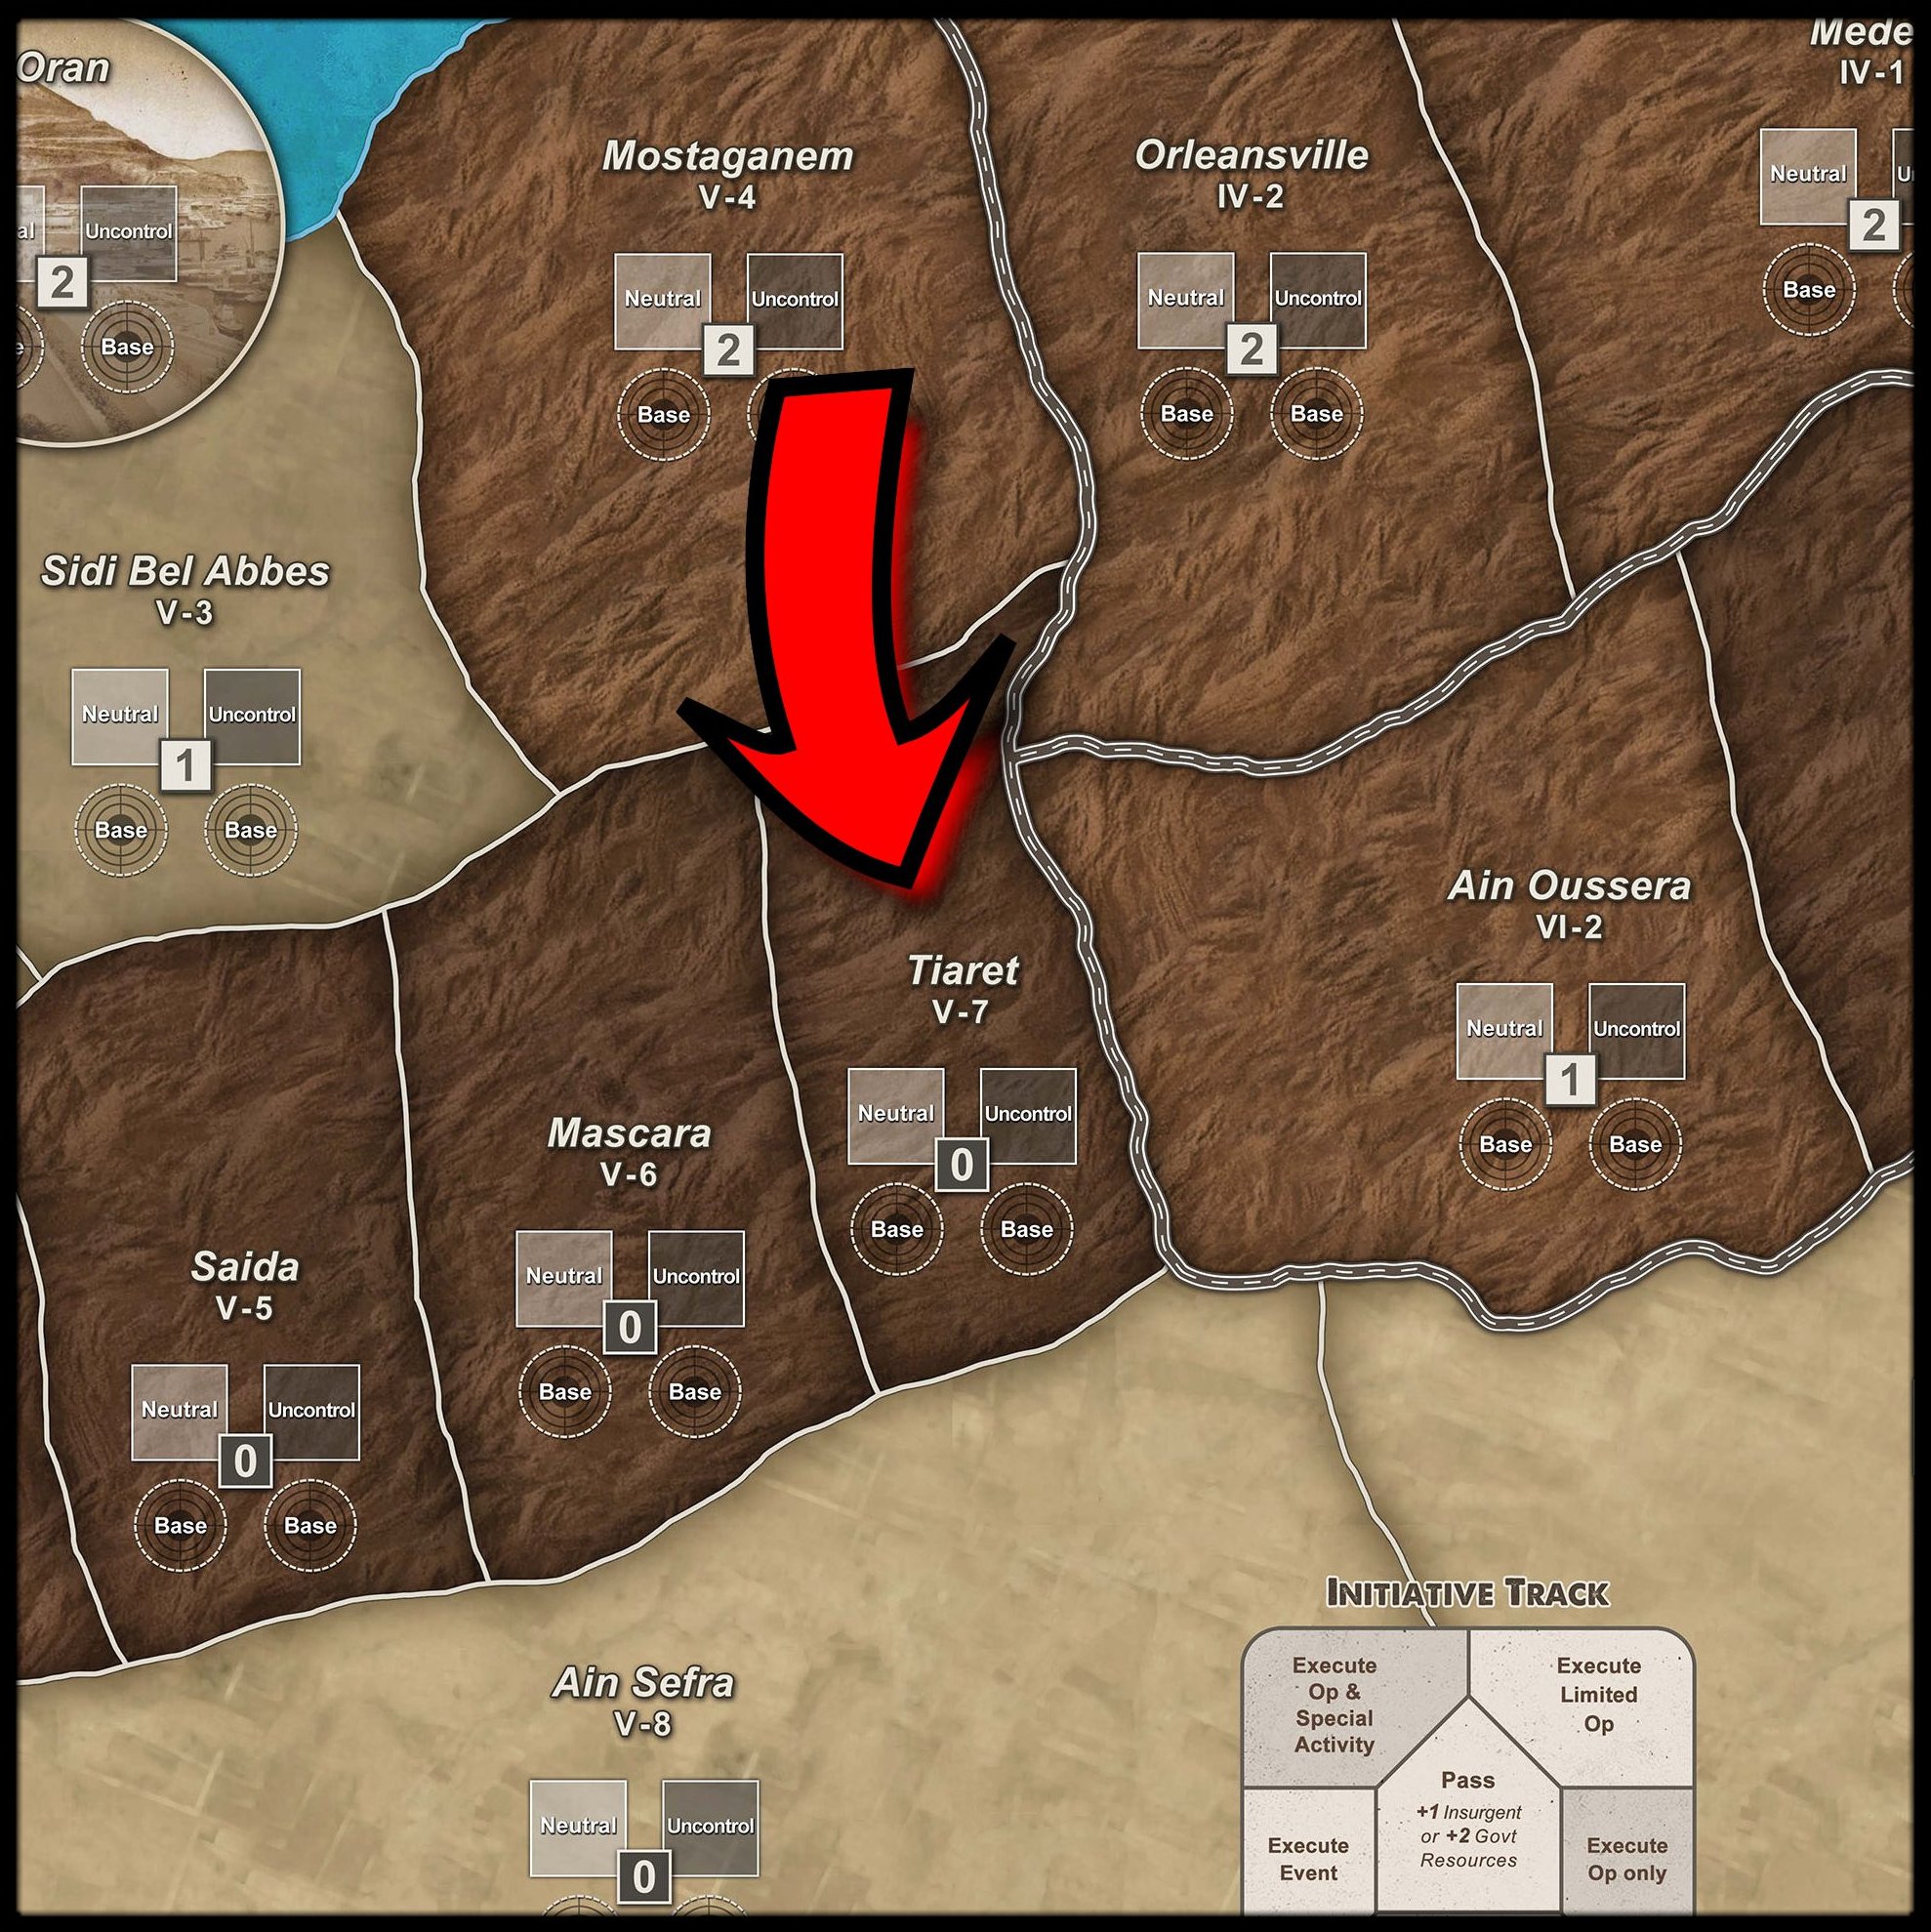 Oran
Uncontrol
2
Base
Mostaganem
V-4
Neutral
Uncontrol
2
Base
Orleansville
IV-2
Neutral
Uncontrol
2
Base
Base
Mede
IV-1
Neutral
2
Base
Sidi Bel Abbes
V-3
Neutral
Uncontrol
1
Base
Base
Ain Oussera
VI-2
Neutral
Uncontrol
1
Base
Base
Tiaret
V-7
Neutral
Uncontrol
0
Base
Base
Mascara
V-6
Neutral
Uncontrol
0
Base
Base
Saida
V-5
Neutral
Uncontrol
0
Base
Base
Ain Sefra
V-8
Neutral
Uncontrol
0
Initiative Track
Execute
Op &
Special
Activity
Execute
Limited
Op
Pass
+1 Insurgent
or +2 Govt
Resources
Execute
Event
Execute
Op only